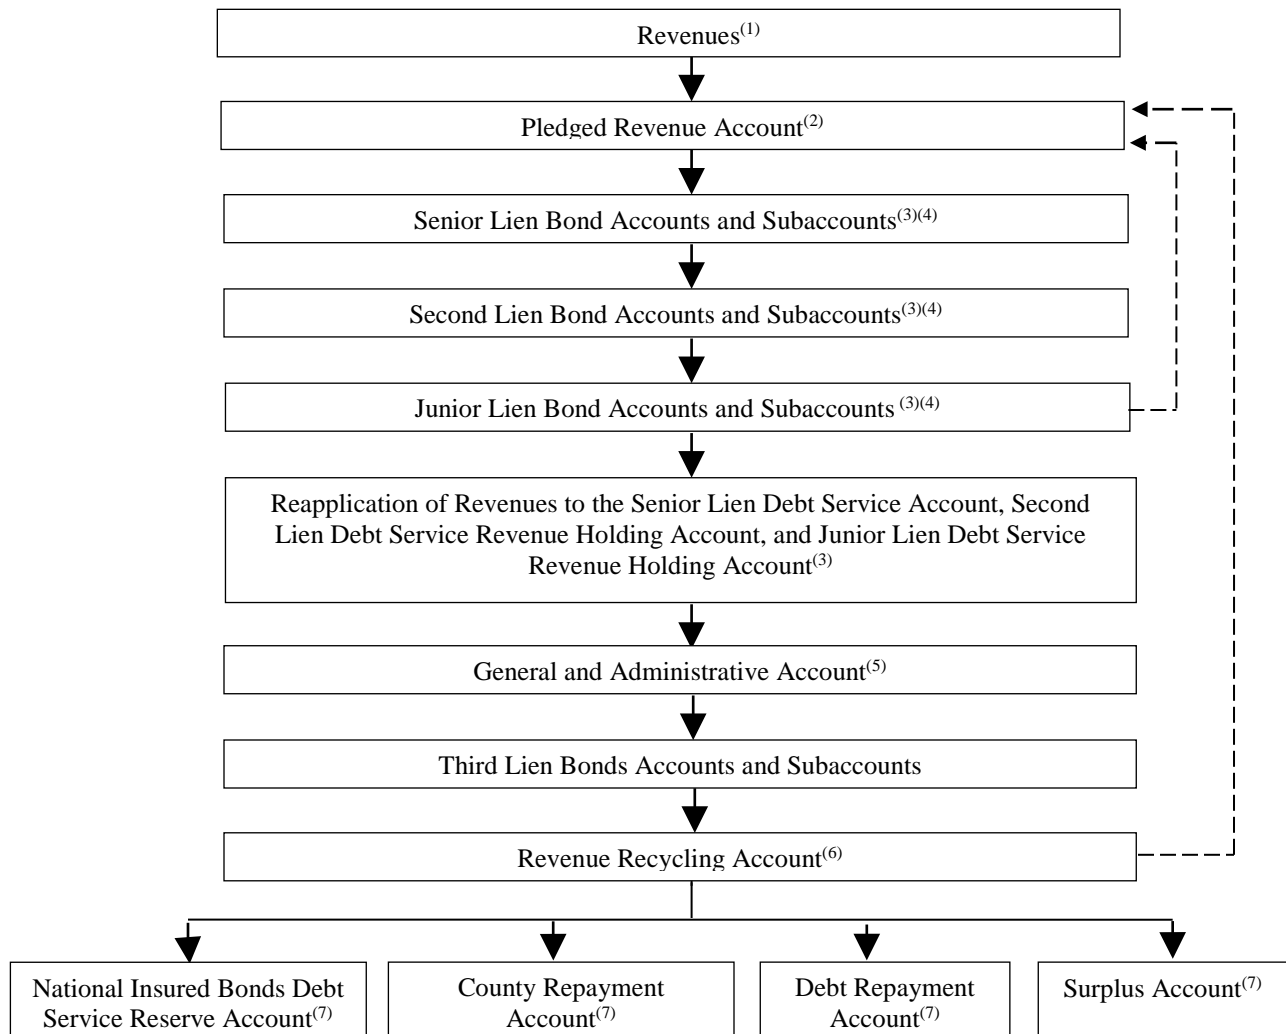 Revenues(1)
Pledged Revenue Account(2)
Senior Lien Bond Accounts and Subaccounts(3)(4)
Second Lien Bond Accounts and Subaccounts(3)(4)
Junior Lien Bond Accounts and Subaccounts (3)(4)
Reapplication of Revenues to the Senior Lien Debt Service Account, Second
Lien Debt Service Revenue Holding Account, and Junior Lien Debt Service
Revenue Holding Account(3)
General and Administrative Account(5)
Third Lien Bonds Accounts and Subaccounts
Revenue Recycling Account(6)
National Insured Bonds Debt
Service Reserve Account(7)
County Repayment
Account(7)
Debt Repayment
Account(7)
Surplus Account(7)